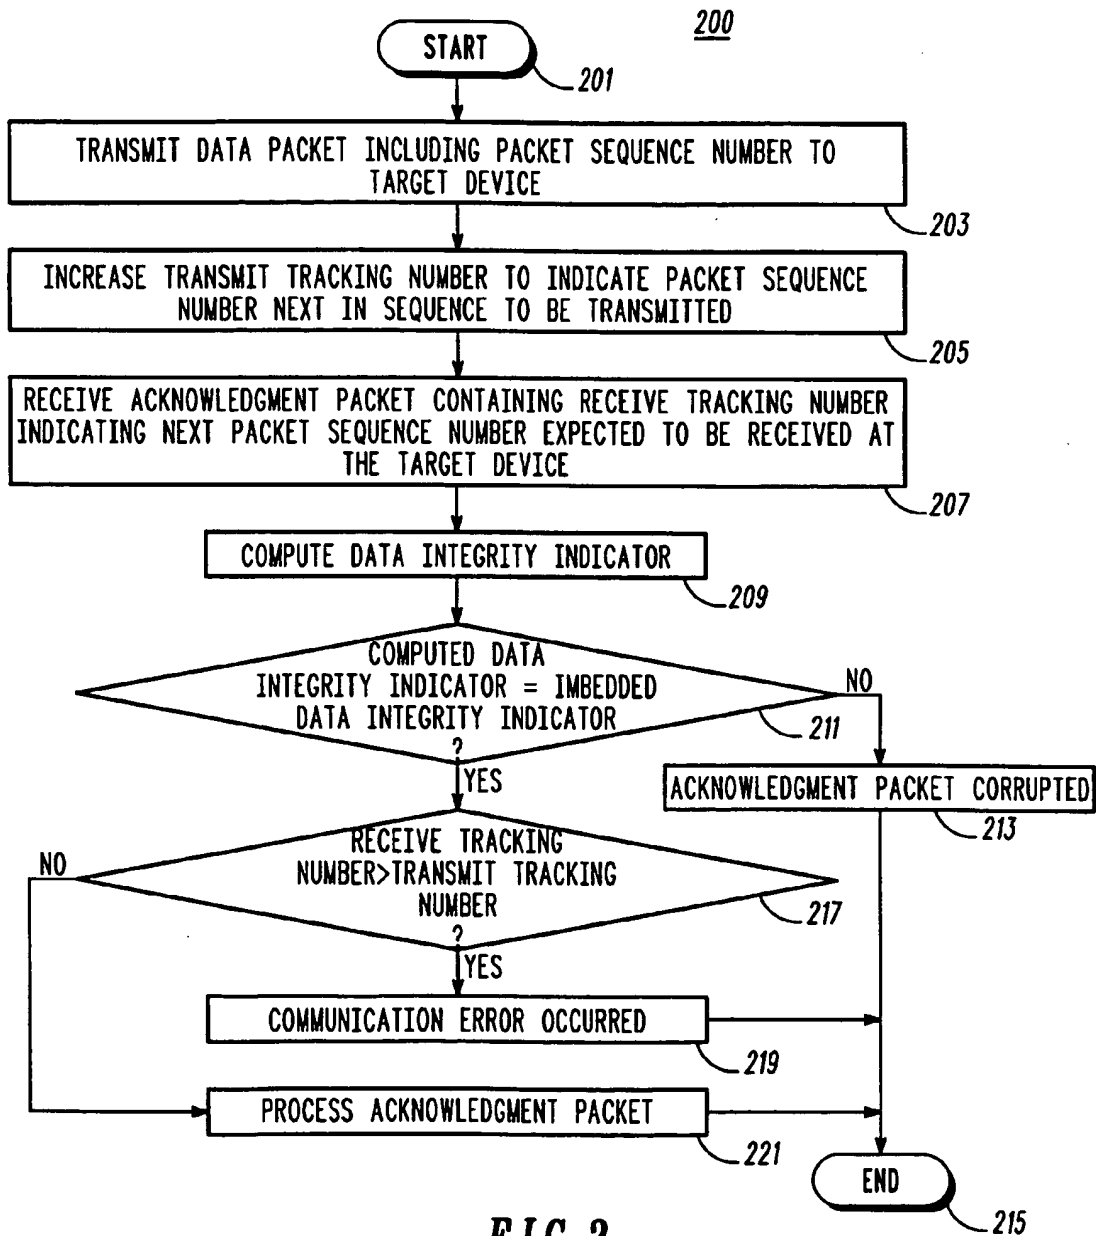 200
START
201
TRANSMIT DATA PACKET INCLUDING PACKET SEQUENCE NUMBER TO
TARGET DEVICE
203
INCREASE TRANSMIT TRACKING NUMBER TO INDICATE PACKET SEQUENCE
NUMBER NEXT IN SEQUENCE TO BE TRANSMITTED
205
RECEIVE ACKNOWLEDGMENT PACKET CONTAINING RECEIVE TRACKING NUMBER
INDICATING NEXT PACKET SEQUENCE NUMBER EXPECTED TO BE RECEIVED AT
THE TARGET DEVICE
207
COMPUTE DATA INTEGRITY INDICATOR
209
COMPUTED DATA
INTEGRITY INDICATOR = IMBEDDED
DATA INTEGRITY INDICATOR
?
NO
211
YES
ACKNOWLEDGMENT PACKET CORRUPTED
213
RECEIVE TRACKING
NUMBER>TRANSMIT TRACKING
NUMBER
?
NO
217
YES
COMMUNICATION ERROR OCCURRED
219
PROCESS ACKNOWLEDGMENT PACKET
221
END
215